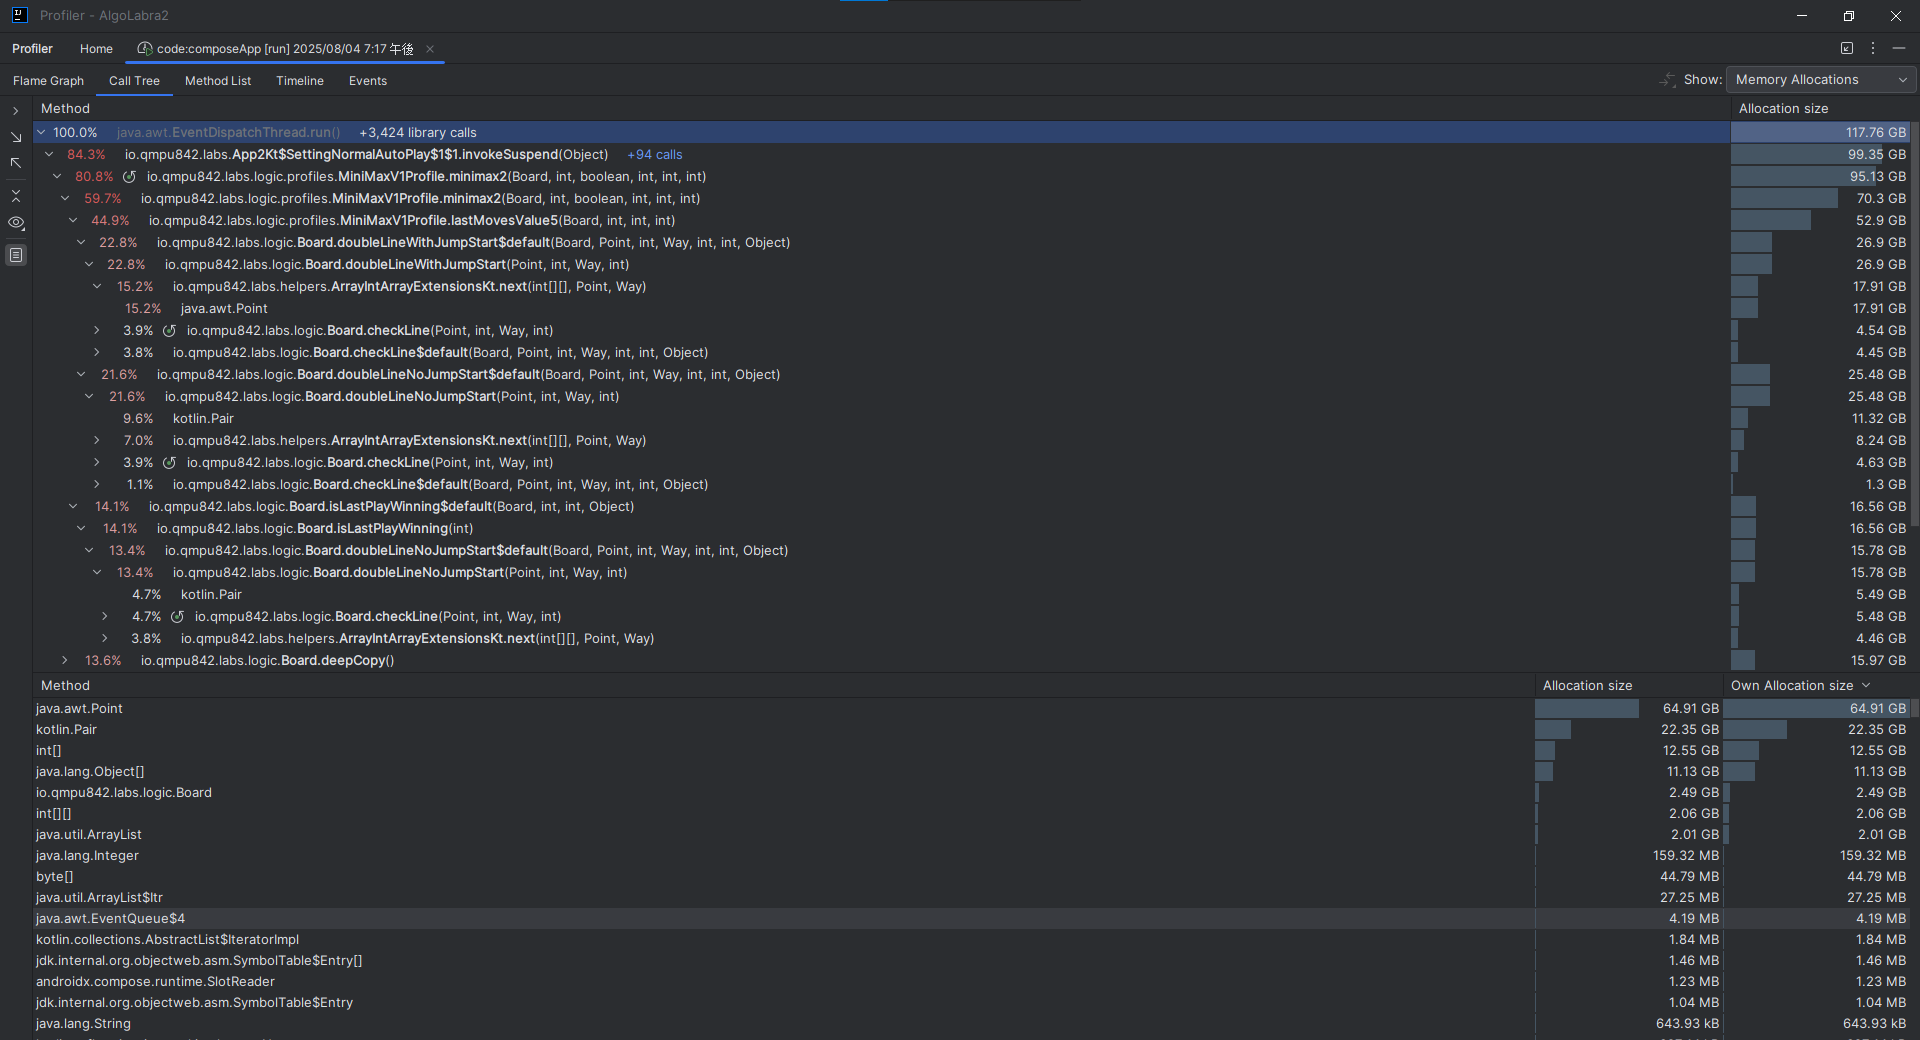 Profiler - AlgoLabra2
Profiler Home code:composeApp [run] 2025/08/04 7:17 午後
Flame Graph Call Tree Method List Timeline Events Show: Memory Allocations
Method Allocation size
100.0% java.awt.EventDispatchThread.run() +3,424 library calls 117.76 GB
84.3% io.qmpu842.labs.App2Kt$SettingNormalAutoPlay$1$1.invokeSuspend(Object) +94 calls 99.35 GB
80.8% io.qmpu842.labs.logic.profiles.MiniMaxV1Profile.minimax2(Board, int, boolean, int, int, int) 95.13 GB
59.7% io.qmpu842.labs.logic.profiles.MiniMaxV1Profile.minimax2(Board, int, boolean, int, int, int) 70.3 GB
44.9% io.qmpu842.labs.logic.profiles.MiniMaxV1Profile.lastMovesValue5(Board, int, int, int) 52.9 GB
22.8% io.qmpu842.labs.logic.Board.doubleLineWithJumpStart$default(Board, Point, int, Way, int, int, Object) 26.9 GB
22.8% io.qmpu842.labs.logic.Board.doubleLineWithJumpStart(Point, int, Way, int) 26.9 GB
15.2% io.qmpu842.labs.helpers.ArrayIntArrayExtensionsKt.next(int[][], Point, Way) 17.91 GB
15.2% java.awt.Point 17.91 GB
3.9% io.qmpu842.labs.logic.Board.checkLine(Point, int, Way, int) 4.54 GB
3.8% io.qmpu842.labs.logic.Board.checkLine$default(Board, Point, int, Way, int, int, Object) 4.45 GB
21.6% io.qmpu842.labs.logic.Board.doubleLineNoJumpStart$default(Board, Point, int, Way, int, int, Object) 25.48 GB
21.6% io.qmpu842.labs.logic.Board.doubleLineNoJumpStart(Point, int, Way, int) 25.48 GB
9.6% kotlin.Pair 11.32 GB
7.0% io.qmpu842.labs.helpers.ArrayIntArrayExtensionsKt.next(int[][], Point, Way) 8.24 GB
3.9% io.qmpu842.labs.logic.Board.checkLine(Point, int, Way, int) 4.63 GB
1.1% io.qmpu842.labs.logic.Board.checkLine$default(Board, Point, int, Way, int, int, Object) 1.3 GB
14.1% io.qmpu842.labs.logic.Board.isLastPlayWinning$default(Board, int, int, Object) 16.56 GB
14.1% io.qmpu842.labs.logic.Board.isLastPlayWinning(int) 16.56 GB
13.4% io.qmpu842.labs.logic.Board.doubleLineNoJumpStart$default(Board, Point, int, Way, int, int, Object) 15.78 GB
13.4% io.qmpu842.labs.logic.Board.doubleLineNoJumpStart(Point, int, Way, int) 15.78 GB
4.7% kotlin.Pair 5.49 GB
4.7% io.qmpu842.labs.logic.Board.checkLine(Point, int, Way, int) 5.48 GB
3.8% io.qmpu842.labs.helpers.ArrayIntArrayExtensionsKt.next(int[][], Point, Way) 4.46 GB
13.6% io.qmpu842.labs.logic.Board.deepCopy() 15.97 GB
Method Allocation size Own Allocation size
java.awt.Point 64.91 GB 64.91 GB
kotlin.Pair 22.35 GB 22.35 GB
int[] 12.55 GB 12.55 GB
java.lang.Object[] 11.13 GB 11.13 GB
io.qmpu842.labs.logic.Board 2.49 GB 2.49 GB
int[][] 2.06 GB 2.06 GB
java.util.ArrayList 2.01 GB 2.01 GB
java.lang.Integer 159.32 MB 159.32 MB
byte[] 44.79 MB 44.79 MB
java.util.ArrayList$Itr 27.25 MB 27.25 MB
java.awt.EventQueue$4 4.19 MB 4.19 MB
kotlin.collections.AbstractList$IteratorImpl 1.84 MB 1.84 MB
jdk.internal.org.objectweb.asm.SymbolTable$Entry[] 1.46 MB 1.46 MB
androidx.compose.runtime.SlotReader 1.23 MB 1.23 MB
jdk.internal.org.objectweb.asm.SymbolTable$Entry 1.04 MB 1.04 MB
java.lang.String 643.93 kB 643.93 kB